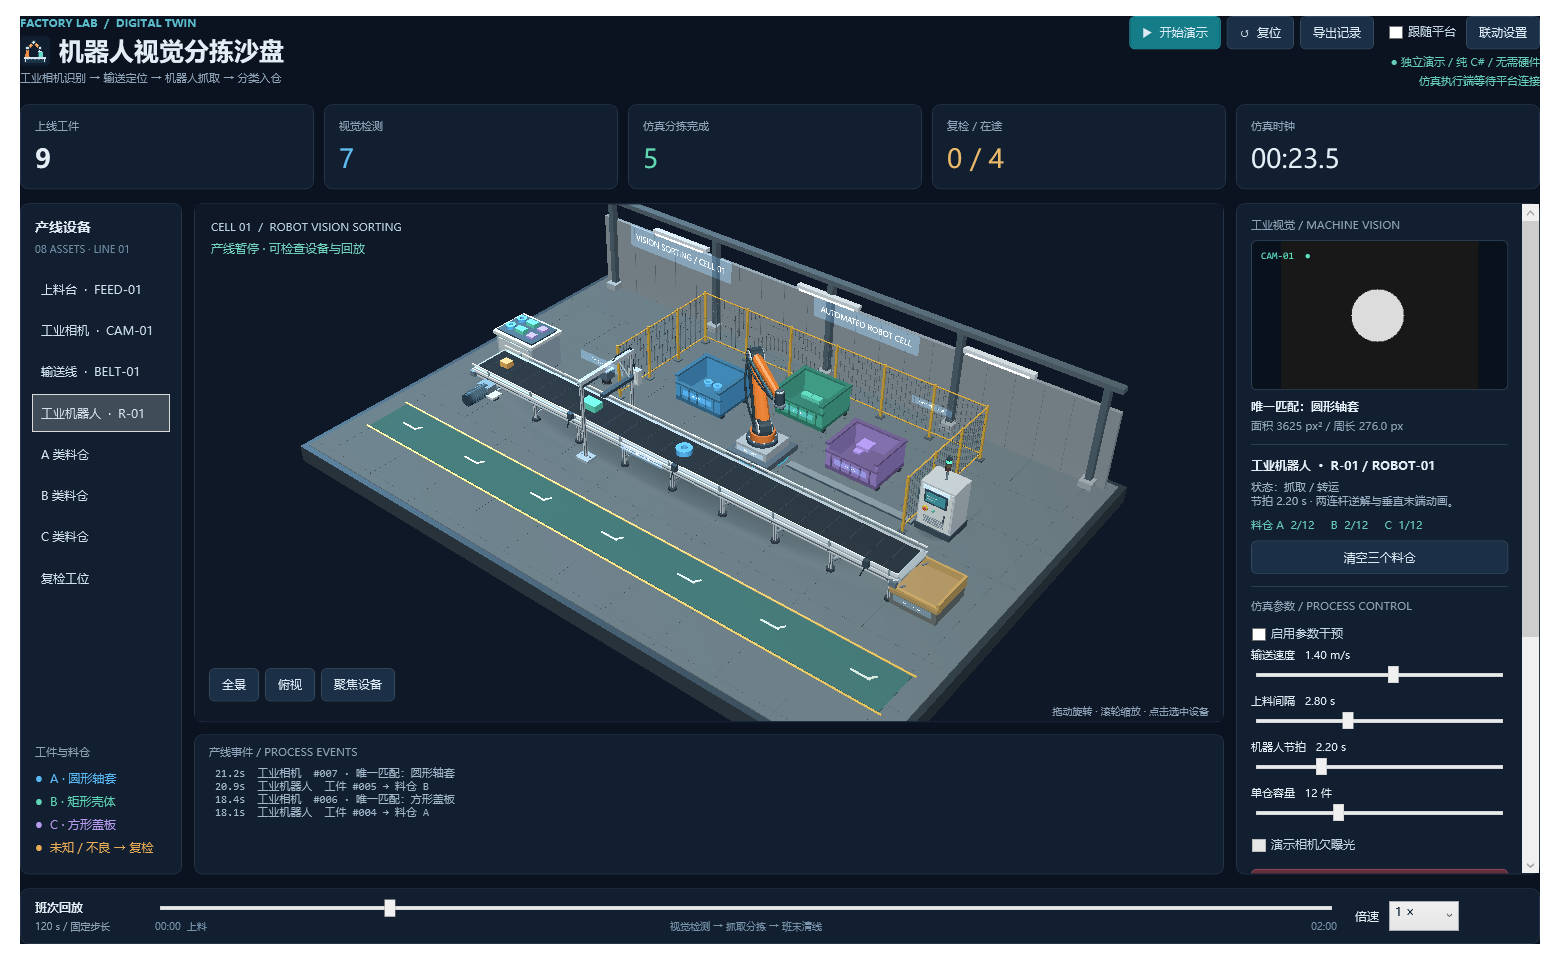 FACTORY LAB / DIGITAL TWIN
机器人视觉分拣沙盘
工业相机识别 → 输送定位 → 机器人抓取 → 分类入仓
▶ 开始演示
↺ 复位
导出记录
跟随平台
联动设置
● 独立演示 / 纯 C# / 无需硬件
仿真执行端等待平台连接
上线工件
9
视觉检测
7
仿真分拣完成
5
复检 / 在途
0 / 4
仿真时钟
00:23.5
产线设备
08 ASSETS · LINE 01
上料台 · FEED-01
工业相机 · CAM-01
输送线 · BELT-01
工业机器人 · R-01
A 类料仓
B 类料仓
C 类料仓
复检工位
工件与料仓
● A · 圆形轴套
● B · 矩形壳体
● C · 方形盖板
● 未知 / 不良 → 复检
CELL 01 / ROBOT VISION SORTING
产线暂停 · 可检查设备与回放
VISION SORTING / CELL 01
AUTOMATED ROBOT CELL
全景
俯视
聚焦设备
拖动旋转 · 滚轮缩放 · 点击选中设备
产线事件 / PROCESS EVENTS
21.2s 工业相机 #007 · 唯一匹配: 圆形轴套
20.9s 工业机器人 工件 #005 → 料仓 B
18.4s 工业相机 #006 · 唯一匹配: 方形盖板
18.1s 工业机器人 工件 #004 → 料仓 A
工业视觉 / MACHINE VISION
CAM-01 ●
唯一匹配: 圆形轴套
面积 3625 px² / 周长 276.0 px
工业机器人 · R-01 / ROBOT-01
状态: 抓取 / 转运
节拍 2.20 s · 两连杆逆解与垂直末端动画。
料仓 A 2/12 B 2/12 C 1/12
清空三个料仓
仿真参数 / PROCESS CONTROL
启用参数干预
输送速度 1.40 m/s
上料间隔 2.80 s
机器人节拍 2.20 s
单仓容量 12 件
演示相机欠曝光
班次回放
120 s / 固定步长
00:00 上料
视觉检测 → 抓取分拣 → 班末清线
02:00
倍速
1 ×